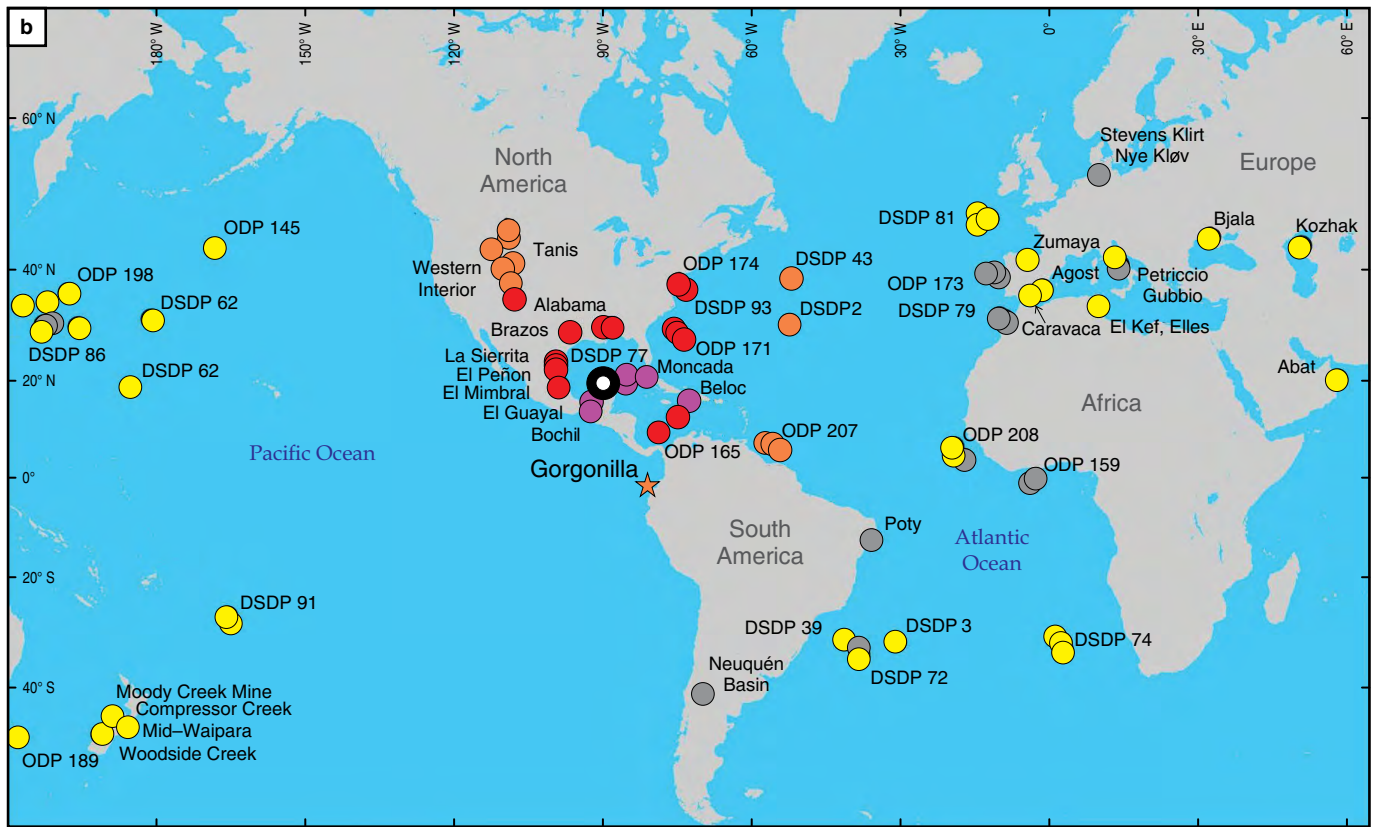 b
180° W
150° W
120° W
90° W
60° W
30° W
0°
30° E
60° E
60° N
40° N
20° N
0°
20° S
40° S
North
America
Europe
Stevens Klirt
Nye Kløv
ODP 145
ODP 198
DSDP 62
DSDP 86
DSDP 62
Tanis
Western
Interior
Alabama
Brazos
La Sierrita
El Peñon
El Mimbral
El Guayal
Bochil
DSDP 77
Moncada
Beloc
ODP 174
DSDP 93
ODP 171
DSDP 43
DSDP2
DSDP 81
Zumaya
Bjala
Kozhak
ODP 173
Agost
Petriccio
Gubbio
DSDP 79
Caravaca
El Kef, Elles
Abat
Africa
ODP 207
ODP 165
Gorgonilla
Pacific Ocean
ODP 208
ODP 159
South
America
Poty
Atlantic
Ocean
DSDP 91
DSDP 39
DSDP 3
DSDP 72
DSDP 74
Neuquén
Basin
Moody Creek Mine
Compressor Creek
Mid–Waipara
Woodside Creek
ODP 189